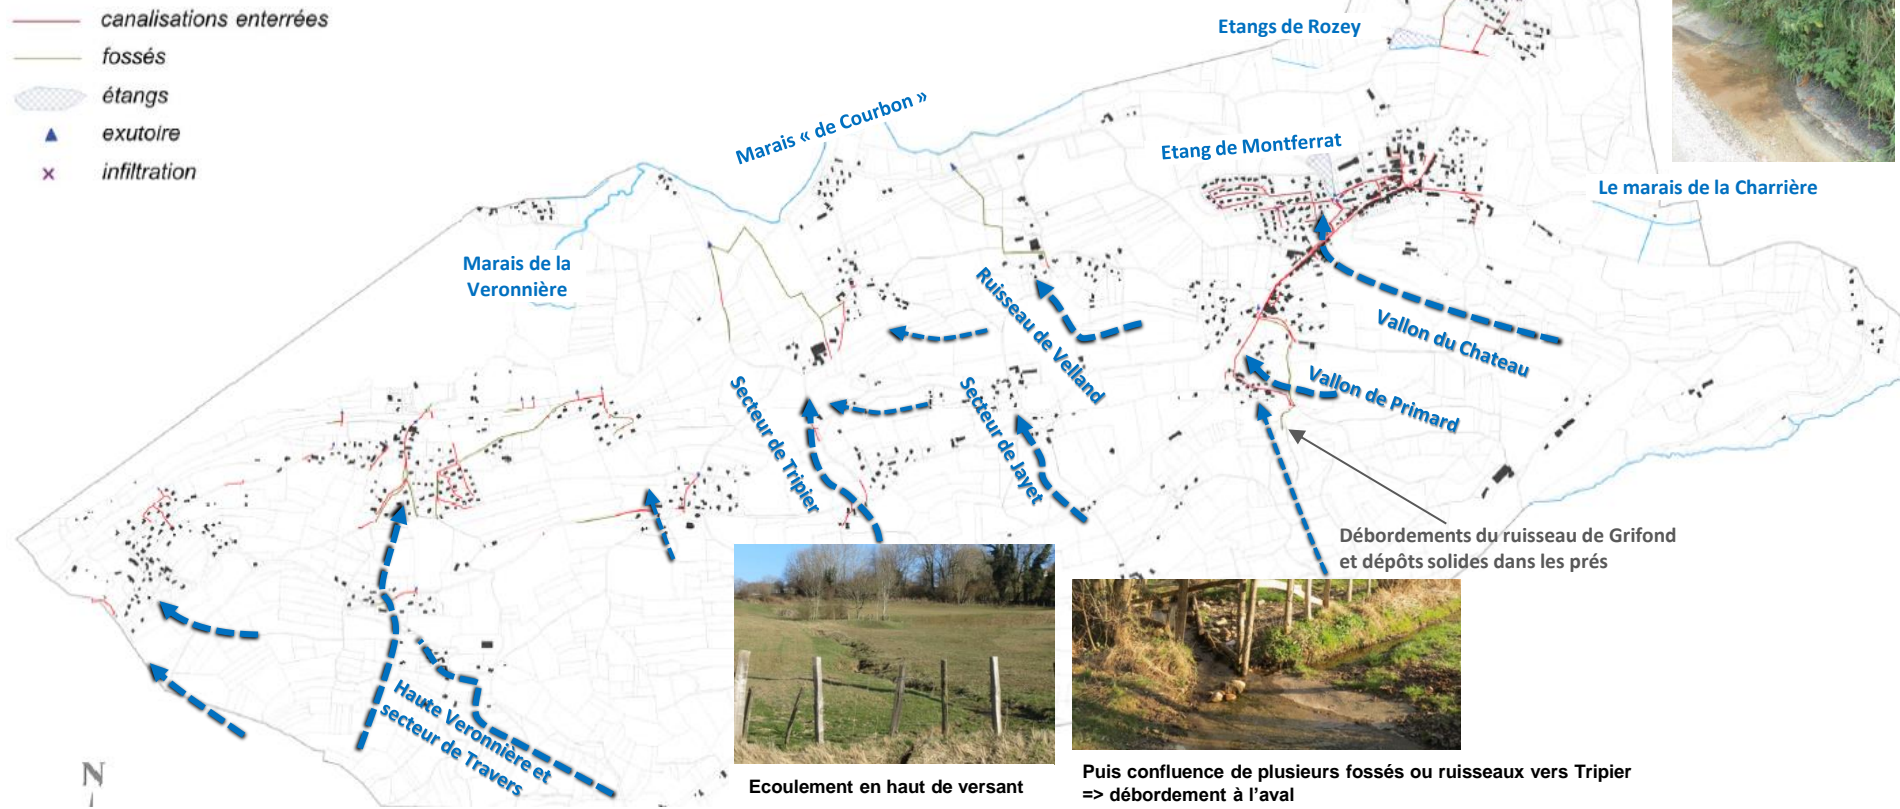 canalisations enterrées
fossés
étangs
exutoire
infiltration
Etangs de Rozey
Marais « de Courbon »
Etang de Montferrat
Le marais de la Charrière
Marais de la
Veronnière
Ruisseau de Velland
Vallon du Chateau
Vallon de Primard
Secteur de Tripier
Secteur de Jayet
Débordements du ruisseau de Grifond
et dépôts solides dans les prés
Haute Veronnière et
secteur de Travers
N
Ecoulement en haut de versant
Puis confluence de plusieurs fossés ou ruisseaux vers Tripier
=> débordement à l'aval